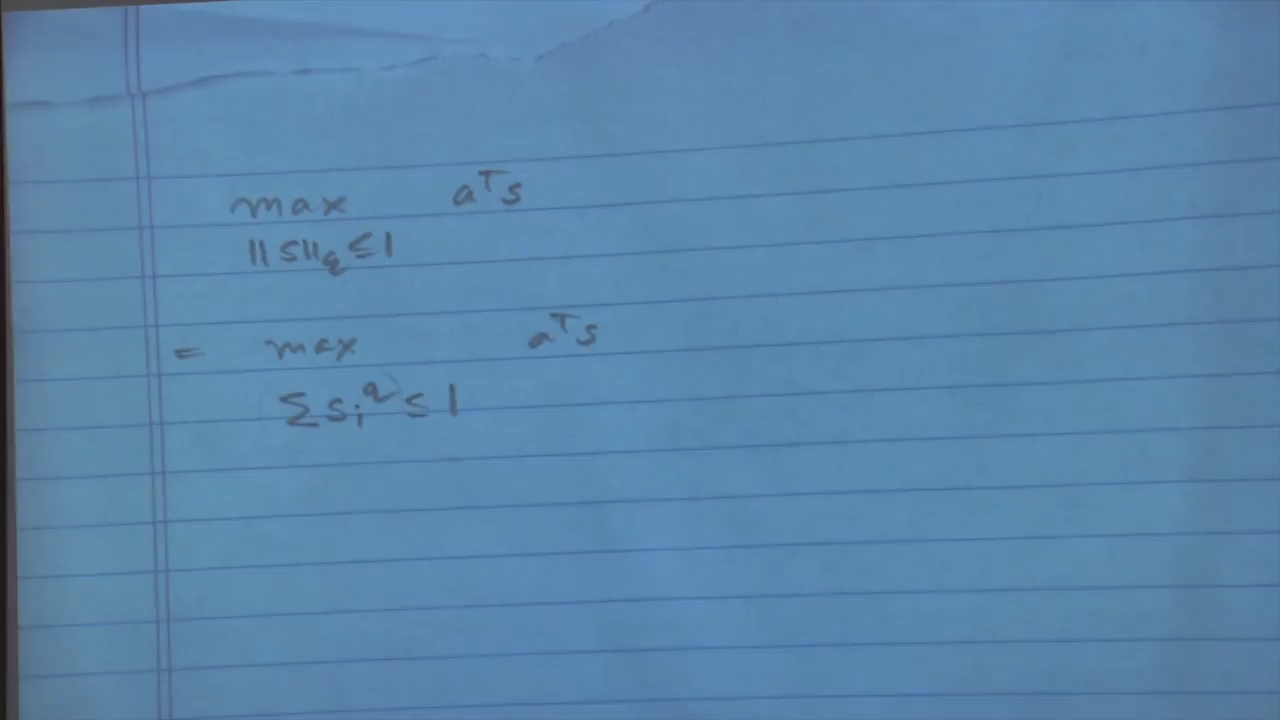 max aᵀs
||s||q ≤ 1
= max aᵀs
Σsᵢq ≤ 1